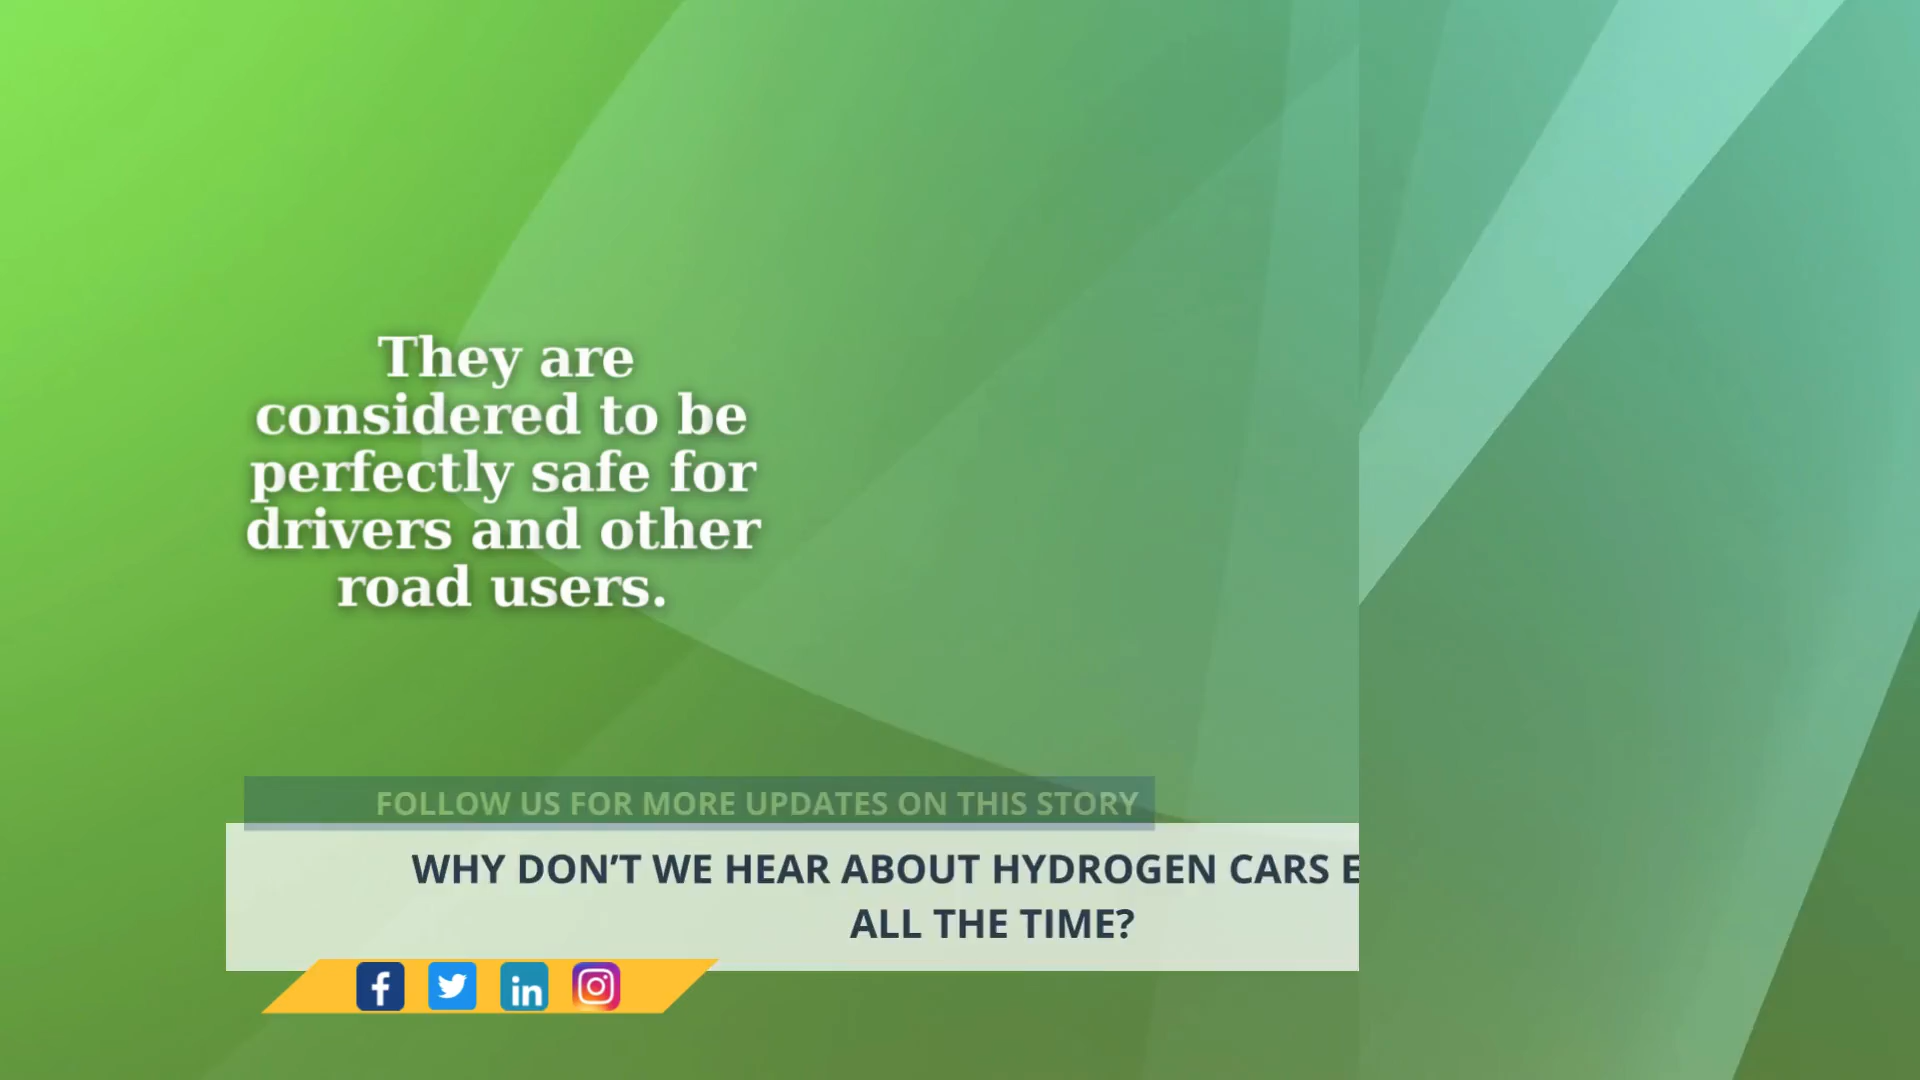 They are
considered to be
perfectly safe for
drivers and other
road users.
FOLLOW US FOR MORE UPDATES ON THIS STORY
WHY DON'T WE HEAR ABOUT HYDROGEN CARS
ALL THE TIME?